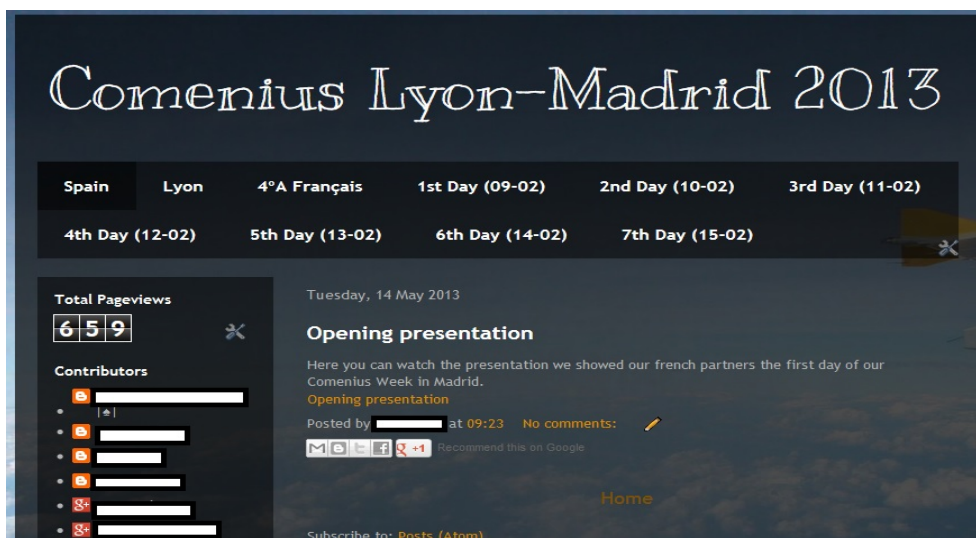 Comenius Lyon-Madrid 2013
Spain Lyon 4ºA Français 1st Day (09-02) 2nd Day (10-02) 3rd Day (11-02)
4th Day (12-02) 5th Day (13-02) 6th Day (14-02) 7th Day (15-02)
Total Pageviews
659
Contributors
|♠|
Tuesday, 14 May 2013
Opening presentation
Here you can watch the presentation we showed our french partners the first day of our
Comenius Week in Madrid.
Opening presentation
Posted by at 09:23 No comments:
+1 Recommend this on Google
Home
Subscribe to: Posts (Atom)